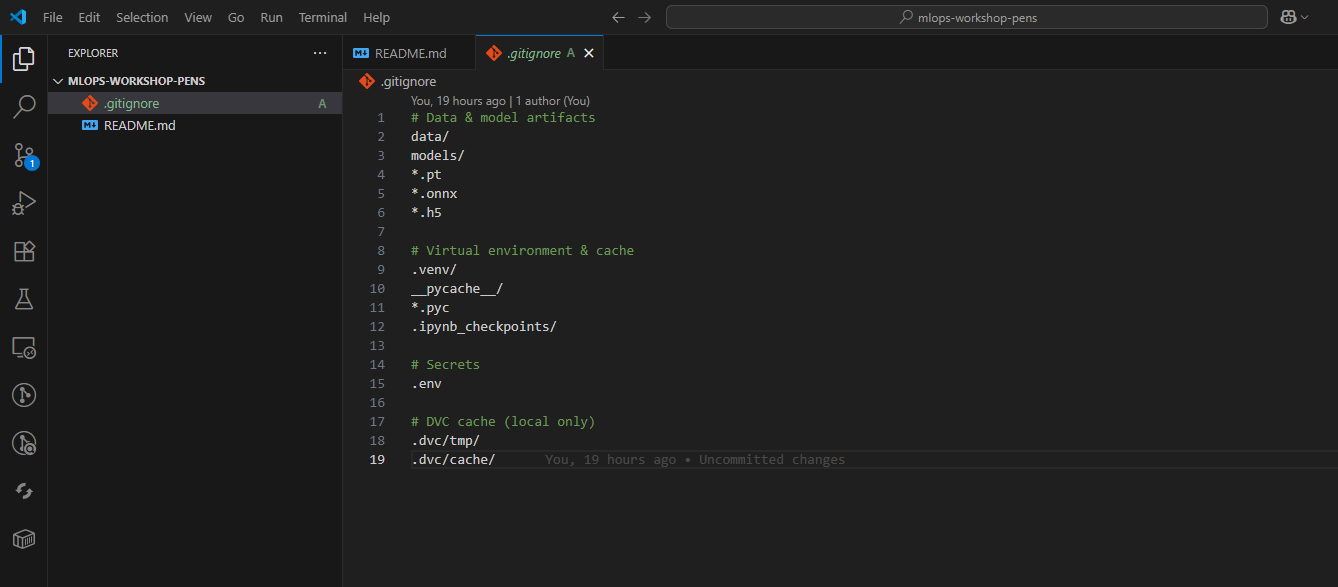 File Edit Selection View Go Run Terminal Help
mlops-workshop-pens
EXPLORER
MLOPS-WORKSHOP-PENS
.gitignore A
README.md
1
README.md
.gitignore A
.gitignore
You, 19 hours ago | 1 author (You)
1 # Data & model artifacts
2 data/
3 models/
4 *.pt
5 *.onnx
6 *.h5
7
8 # Virtual environment & cache
9 .venv/
10 __pycache__/
11 *.pyc
12 .ipynb_checkpoints/
13
14 # Secrets
15 .env
16
17 # DVC cache (local only)
18 .dvc/tmp/
19 .dvc/cache/ You, 19 hours ago • Uncommitted changes